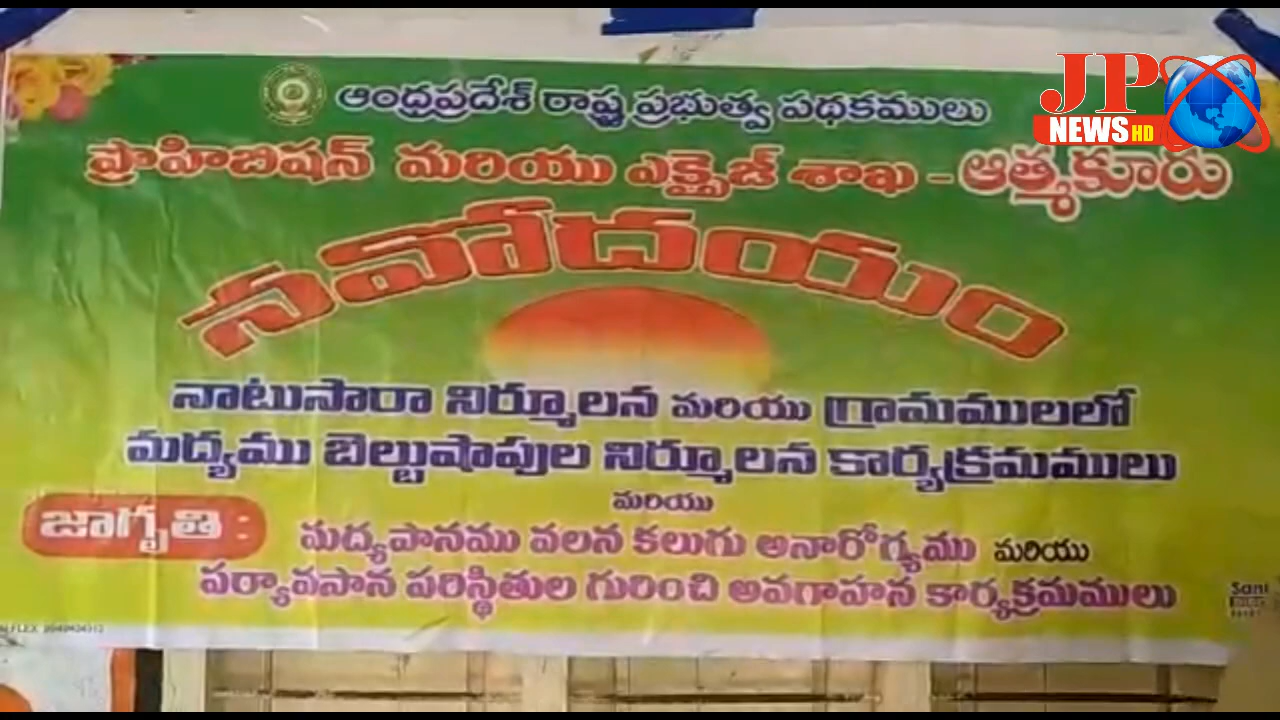 ఆంధ్రప్రదేశ్ రాష్ట్ర ప్రభుత్వ పథకములు
JP
NEWS HD
ప్రొహిబిషన్ మరియు ఎక్సైజ్ శాఖ - ఆత్మకూరు
నవోదయం
నాటుసారా నిర్మూలన మరియు గ్రామములలో
మద్యము బెల్టుషాపుల నిర్మూలన కార్యక్రమములు
మరియు
జాగృతి :
మద్యపానము వలన కలుగు అనారోగ్యము మరియు
పర్యావసాన పరిస్థితుల గురించి అవగాహన కార్యక్రమములు
Sani